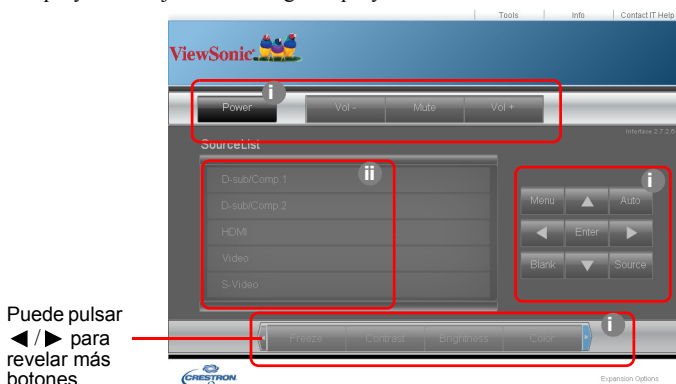 Tools Info Contact IT Help
ViewSonic
i
Power Vol - Mute Vol +
Interface 2.7.2.6
SourceList
D-sub/Comp.1
ii
D-sub/Comp.2
HDMI
Video
S-Video
i
Menu Auto
Enter
Blank Source
i
Freeze Contrast Brightness Color
Puede pulsar
◀ / ▶ para
revelar más
botones
CRESTRON
Expansion Options